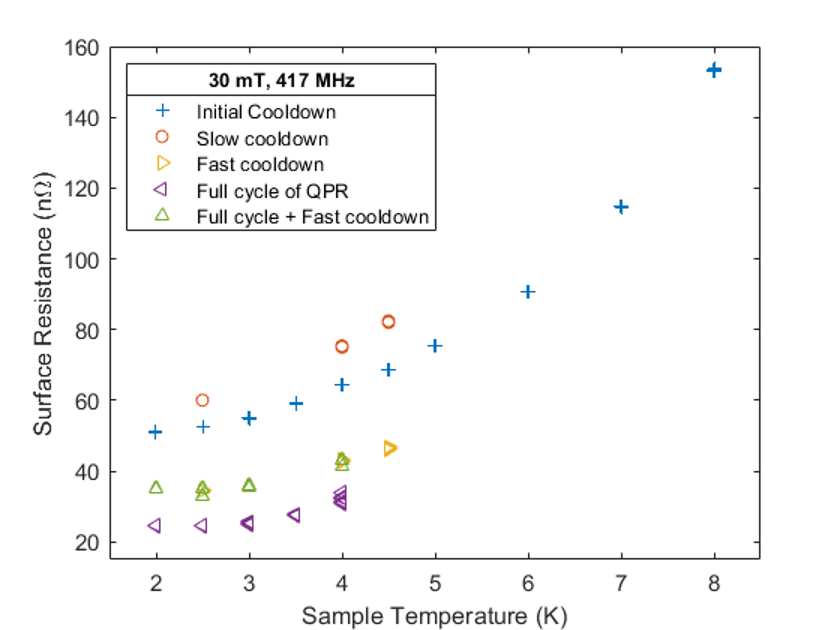 160
140
120
100
80
60
40
20
Surface Resistance (nΩ)
30 mT, 417 MHz
Initial Cooldown
Slow cooldown
Fast cooldown
Full cycle of QPR
Full cycle + Fast cooldown
2 3 4 5 6 7 8
Sample Temperature (K)